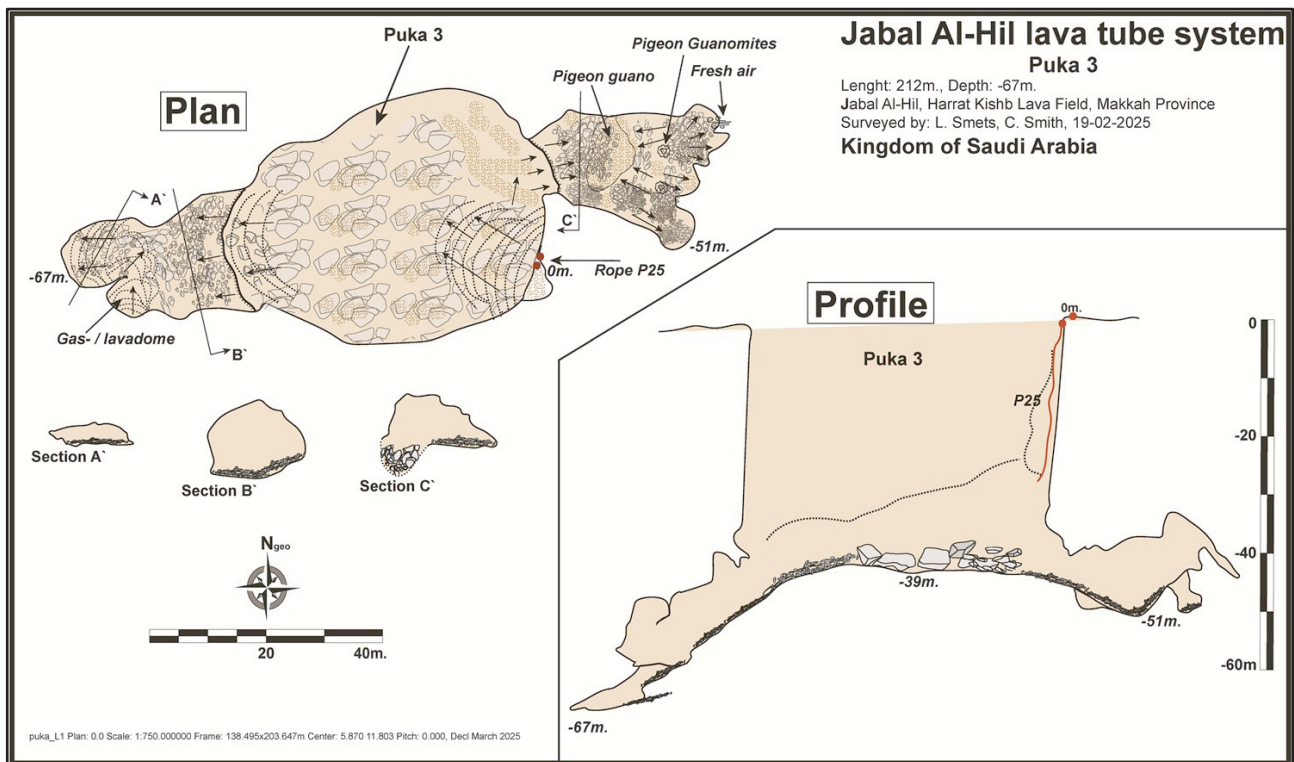 Jabal Al-Hil lava tube system
Puka 3
Lenght: 212m., Depth: -67m.
Jabal Al-Hil, Harrat Kishb Lava Field, Makkah Province
Surveyed by: L. Smets, C. Smith, 19-02-2025
Kingdom of Saudi Arabia
Plan
Puka 3
Pigeon Guanomites
Pigeon guano
Fresh air
A`
C`
-51m.
-67m.
0m.
Rope P25
Gas- / lavadome
B`
Section A`
Section B`
Section C`
Ngeo
20
40m.
Profile
0m.
0
Puka 3
P25
-20
-39m.
-40
-51m.
-60m
-67m.
puka_L1 Plan: 0.0 Scale: 1:750.000000 Frame: 138.495x203.647m Center: 5.870 11.803 Pitch: 0.000, Decl March 2025